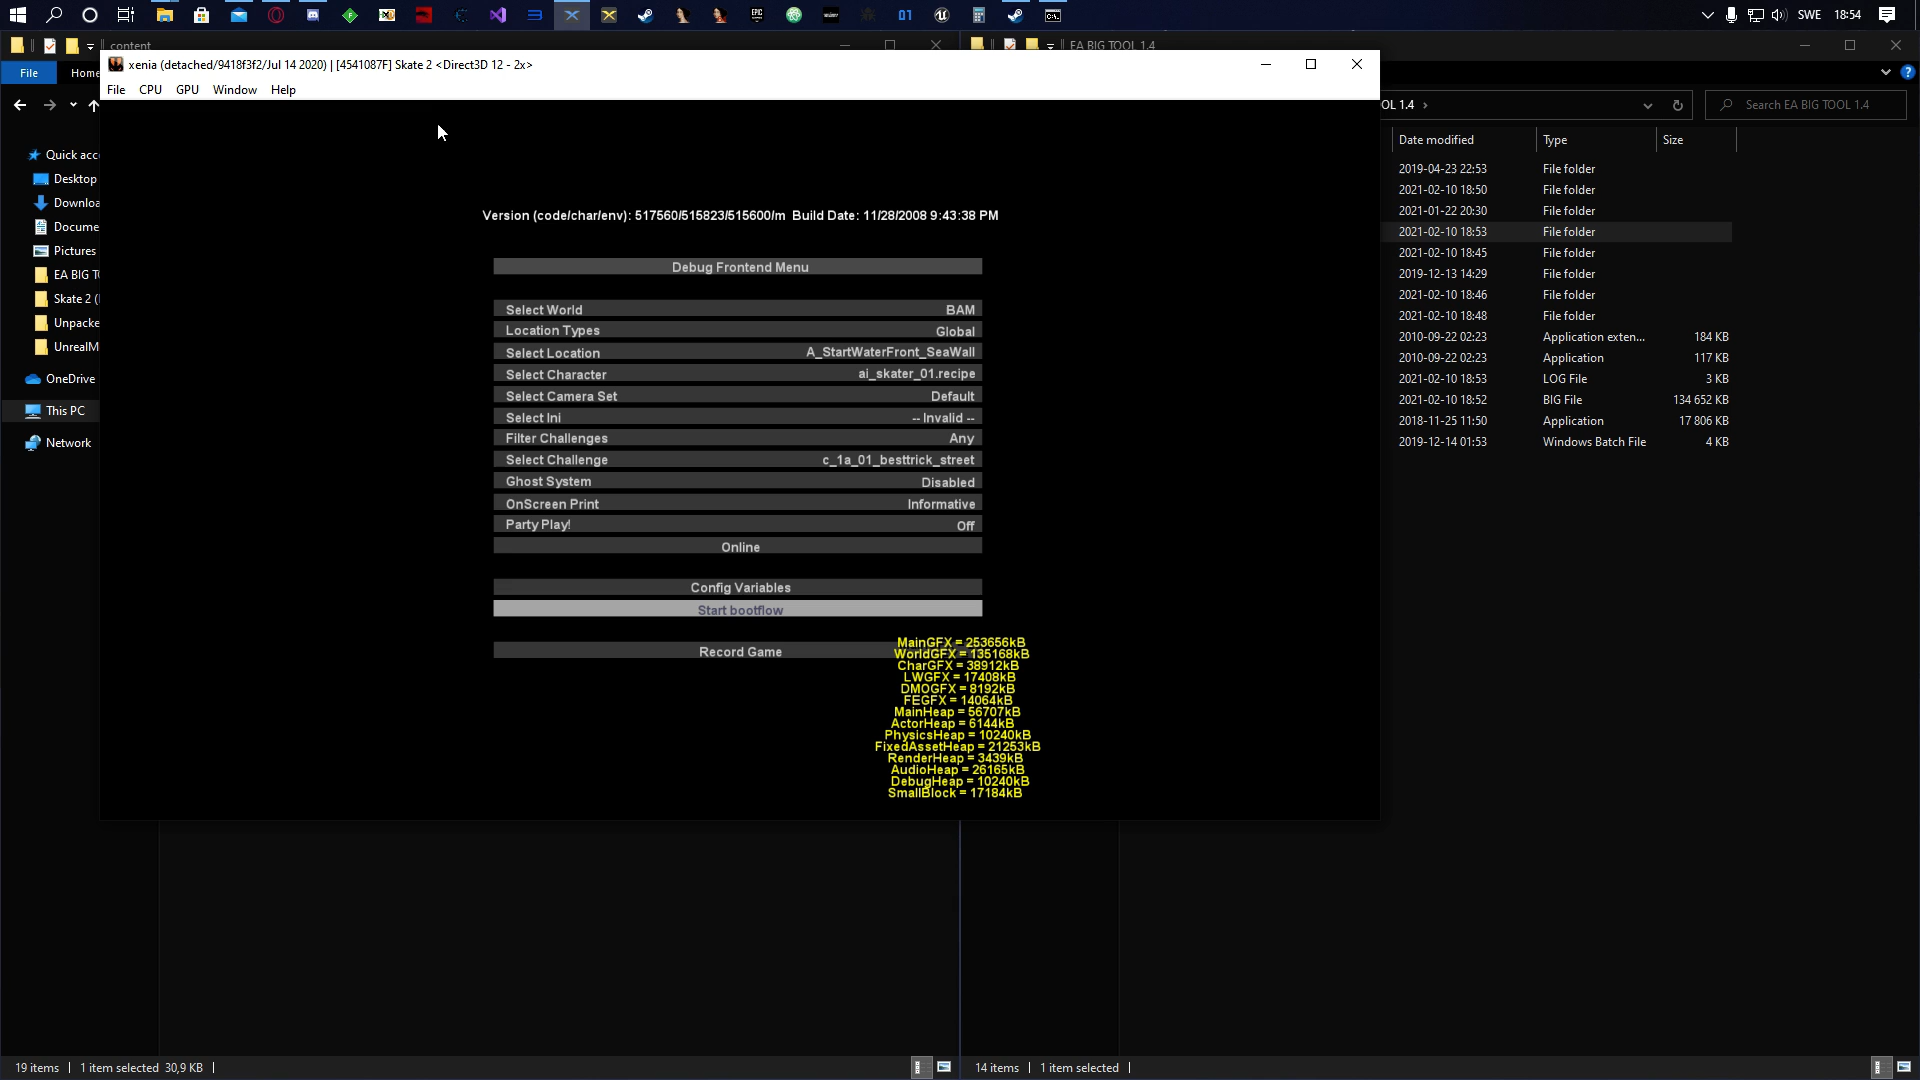 SWE 18:54
content
EA BIG TOOL 1.4
xenia (detached/9418f3f2/Jul 14 2020) | [4541087F] Skate 2 <Direct3D 12 - 2x>
File Home
File CPU GPU Window Help
OL 1.4 >
Search EA BIG TOOL 1.4
Quick acc
Desktop
Downloa
Docume
Pictures
EA BIG T
Skate 2 (
Unpacke
UnrealM
OneDrive
This PC
Network
Version (code/char/env): 517560/515823/515600/m Build Date: 11/28/2008 9:43:38 PM
Debug Frontend Menu
Select World BAM
Location Types Global
Select Location A_StartWaterFront_SeaWall
Select Character ai_skater_01.recipe
Select Camera Set Default
Select Ini -- Invalid --
Filter Challenges Any
Select Challenge c_1a_01_besttrick_street
Ghost System Disabled
OnScreen Print Informative
Party Play! Off
Online
Config Variables
Start bootflow
Record Game
MainGFX = 253656kB
WorldGFX = 135168kB
CharGFX = 38912kB
LWGFX = 17408kB
DMOGFX = 8192kB
FEGFX = 14064kB
MainHeap = 56707kB
ActorHeap = 6144kB
PhysicsHeap = 10240kB
FixedAssetHeap = 21253kB
RenderHeap = 3439kB
AudioHeap = 26165kB
DebugHeap = 10240kB
SmallBlock = 17184kB
Date modified Type Size
2019-04-23 22:53 File folder
2021-02-10 18:50 File folder
2021-01-22 20:30 File folder
2021-02-10 18:53 File folder
2021-02-10 18:45 File folder
2019-12-13 14:29 File folder
2021-02-10 18:46 File folder
2021-02-10 18:48 File folder
2010-09-22 02:23 Application exten... 184 KB
2010-09-22 02:23 Application 117 KB
2021-02-10 18:53 LOG File 3 KB
2021-02-10 18:52 BIG File 134 652 KB
2018-11-25 11:50 Application 17 806 KB
2019-12-14 01:53 Windows Batch File 4 KB
19 items 1 item selected 30,9 KB
14 items 1 item selected